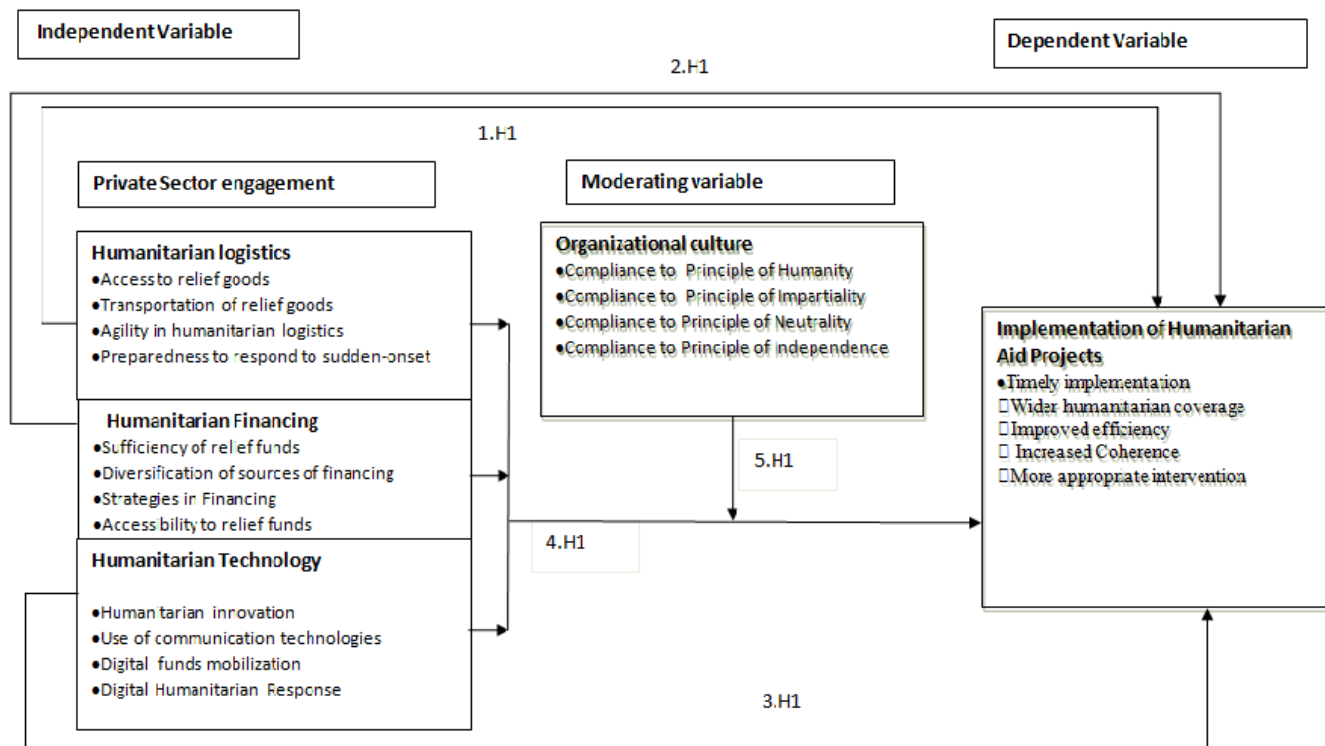 Independent Variable
Dependent Variable
2.H1
1.H1
Private Sector engagement
Moderating variable
Humanitarian logistics
●Access to relief goods
●Transportation of relief goods
●Agility in humanitarian logistics
●Preparedness to respond to sudden-onset
Organizational culture
●Compliance to Principle of Humanity
●Compliance to Principle of Impartiality
●Compliance to Principle of Neutrality
●Compliance to Principle of Independence
Implementation of Humanitarian
Aid Projects
●Timely implementation
□Wider humanitarian coverage
□Improved efficiency
□ Increased Coherence
□More appropriate intervention
Humanitarian Financing
●Sufficiency of relief funds
●Diversification of sources of financing
●Strategies in Financing
●Access bility to relief funds
5.H1
4.H1
Humanitarian Technology
●Humanitarian innovation
●Use of communication technologies
●Digital funds mobilization
●Digital Humanitarian Response
3.H1